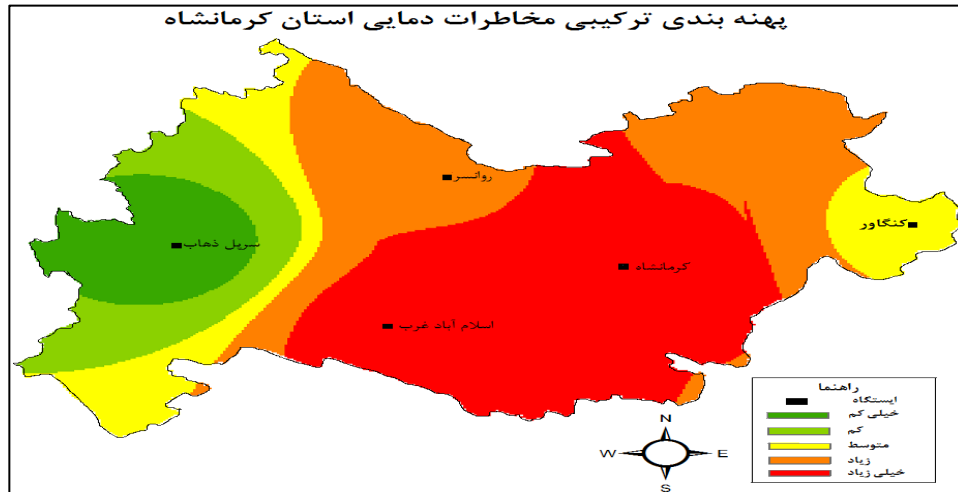 پهنه بندی ترکیبی مخاطرات دمایی استان کرمانشاه
روانسر
کنگاور
سرپل ذهاب
کرمانشاه
اسلام آباد غرب
راهنما
ایستگاه
خیلی کم
کم
متوسط
زیاد
خیلی زیاد
N
W E
S